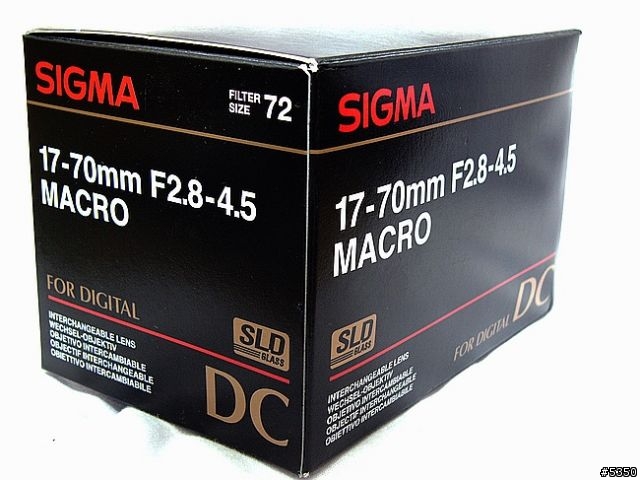 SIGMA
FILTER
SIZE 72
17-70mm F2.8-4.5
MACRO
FOR DIGITAL
INTERCHANGEABLE LENS
WECHSEL-OBJEKTIV
OBJETIVO INTERCAMBIABLE
OBJECTIF INTERCHANGEABLE
OBIETTIVO INTERCAMBIABILE
SLD
GLASS
DC
SIGMA
17-70mm F2.8-4.5
MACRO
SLD
GLASS
FOR DIGITAL DC
INTERCHANGEABLE LENS
WECHSEL-OBJEKTIV
OBJETIVO INTERCAMBIABLE
OBJECTIF INTERCHANGEABLE
OBIETTIVO INTERCAMBIABILE
#5350